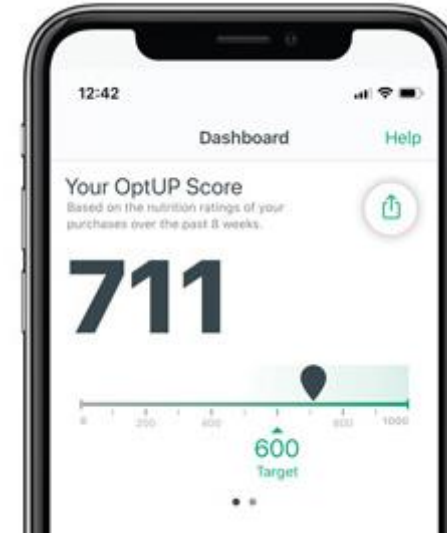 12:42
Dashboard
Help
Your OptUP Score
Based on the nutrition ratings of your
purchases over the past 8 weeks.
711
0 200 400 800 1000
600
Target